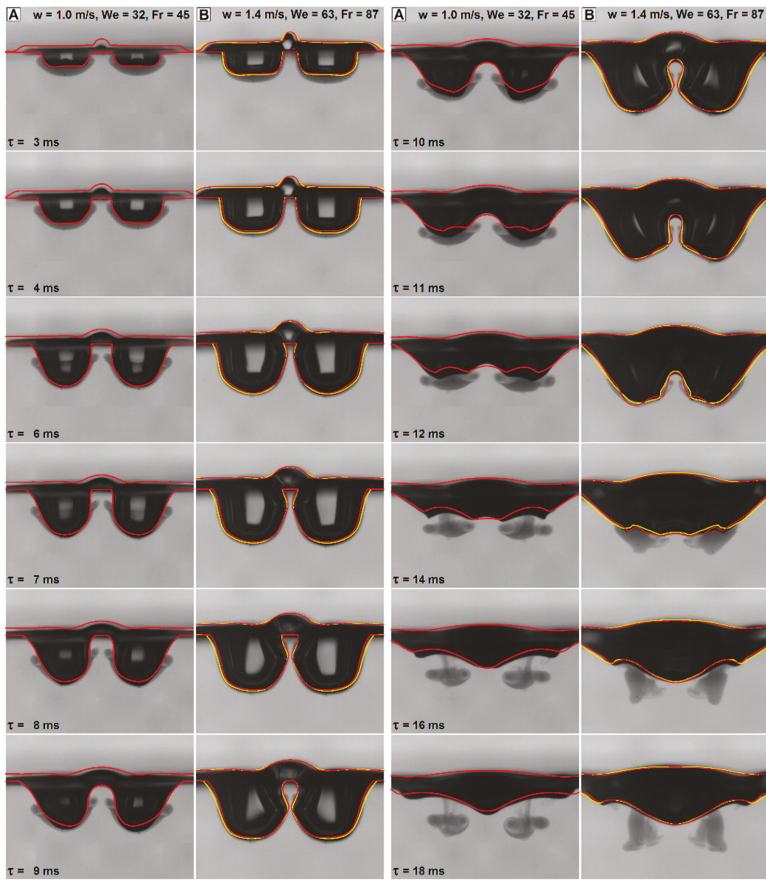 A w = 1.0 m/s, We = 32, Fr = 45
B w = 1.4 m/s, We = 63, Fr = 87
A w = 1.0 m/s, We = 32, Fr = 45
B w = 1.4 m/s, We = 63, Fr = 87
τ = 3 ms
τ = 10 ms
τ = 4 ms
τ = 11 ms
τ = 6 ms
τ = 12 ms
τ = 7 ms
τ = 14 ms
τ = 8 ms
τ = 16 ms
τ = 9 ms
τ = 18 ms